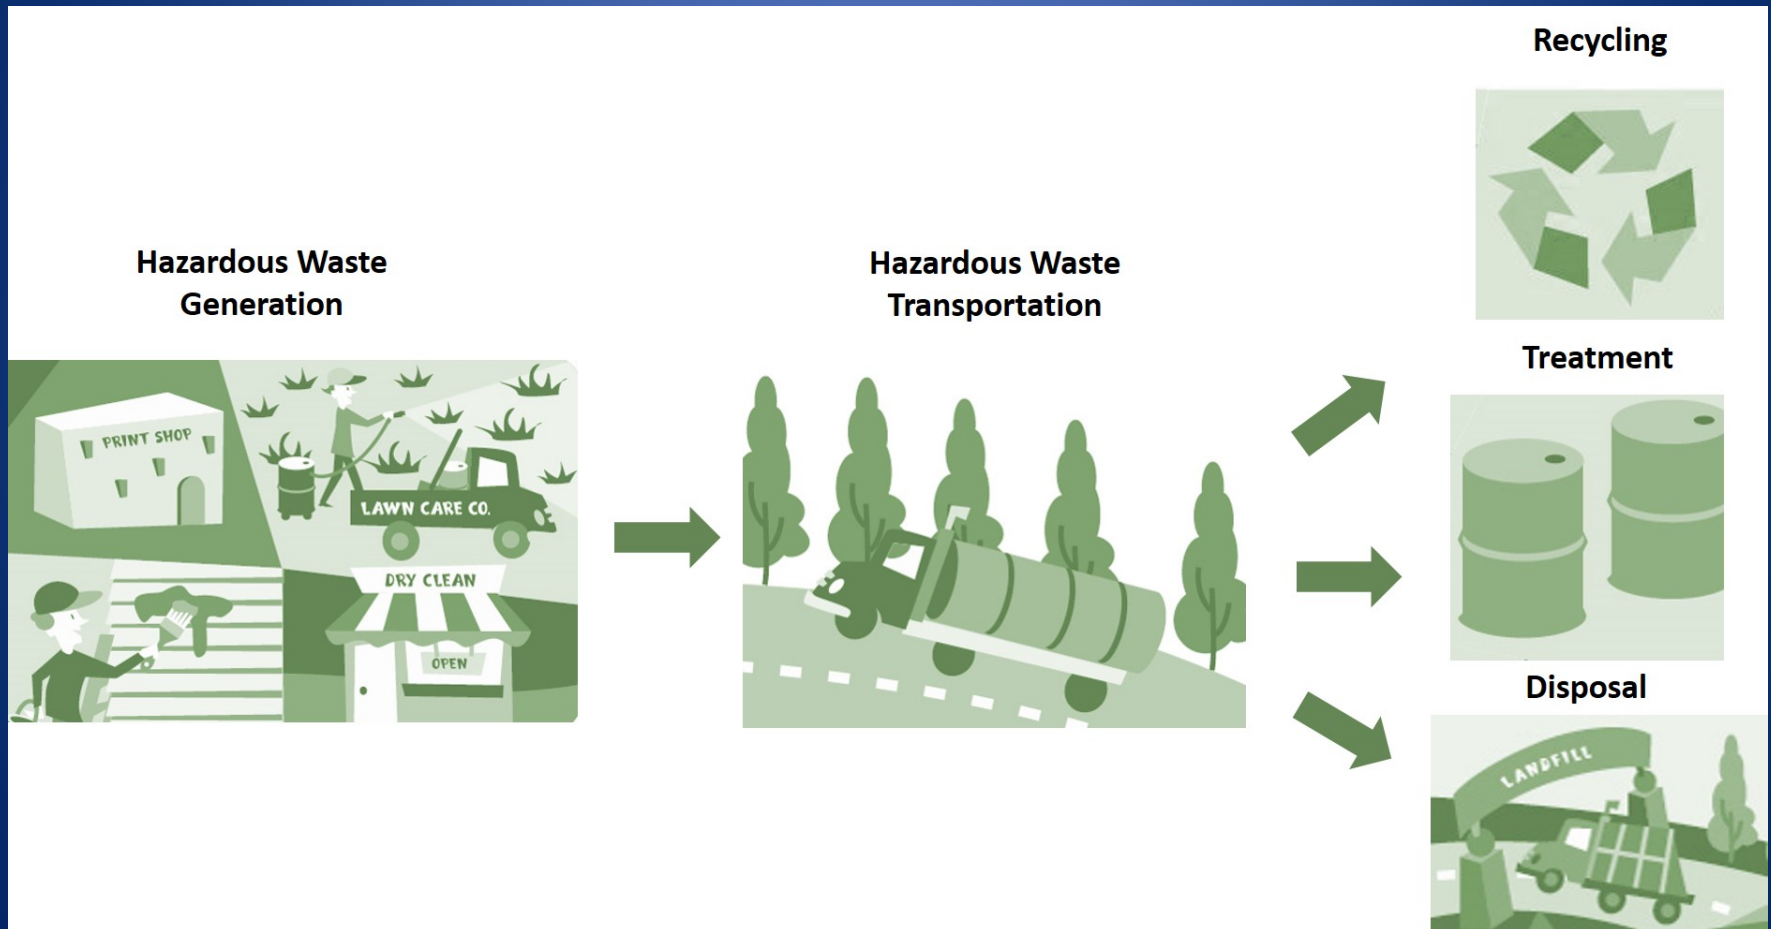 Hazardous Waste
Generation
PRINT SHOP
LAWN CARE CO.
DRY CLEAN
OPEN
Hazardous Waste
Transportation
Recycling
Treatment
Disposal
LANDFILL